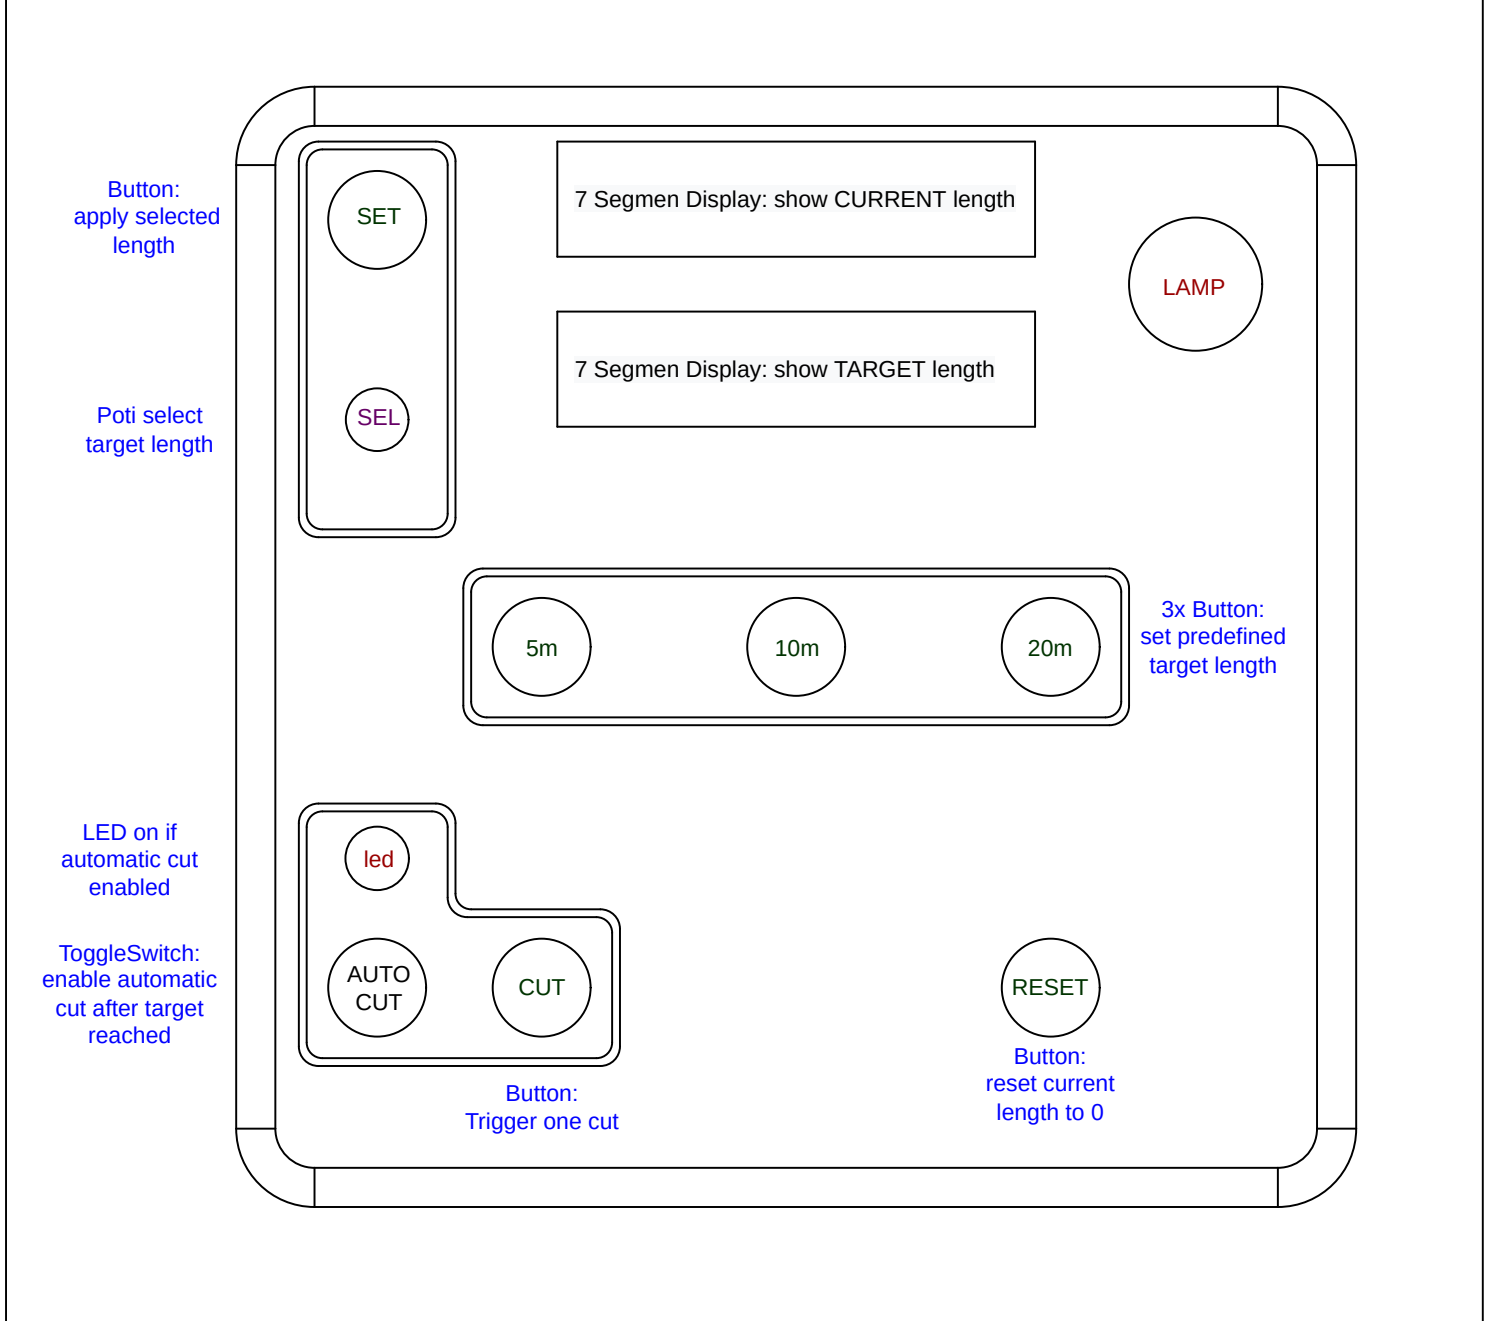 Button:
apply selected
length
SET
7 Segmen Display: show CURRENT length
LAMP
7 Segmen Display: show TARGET length
Poti select
target length
SEL
5m
10m
20m
3x Button:
set predefined
target length
LED on if
automatic cut
enabled
led
ToggleSwitch:
enable automatic
cut after target
reached
AUTO
CUT
CUT
RESET
Button:
Trigger one cut
Button:
reset current
length to 0